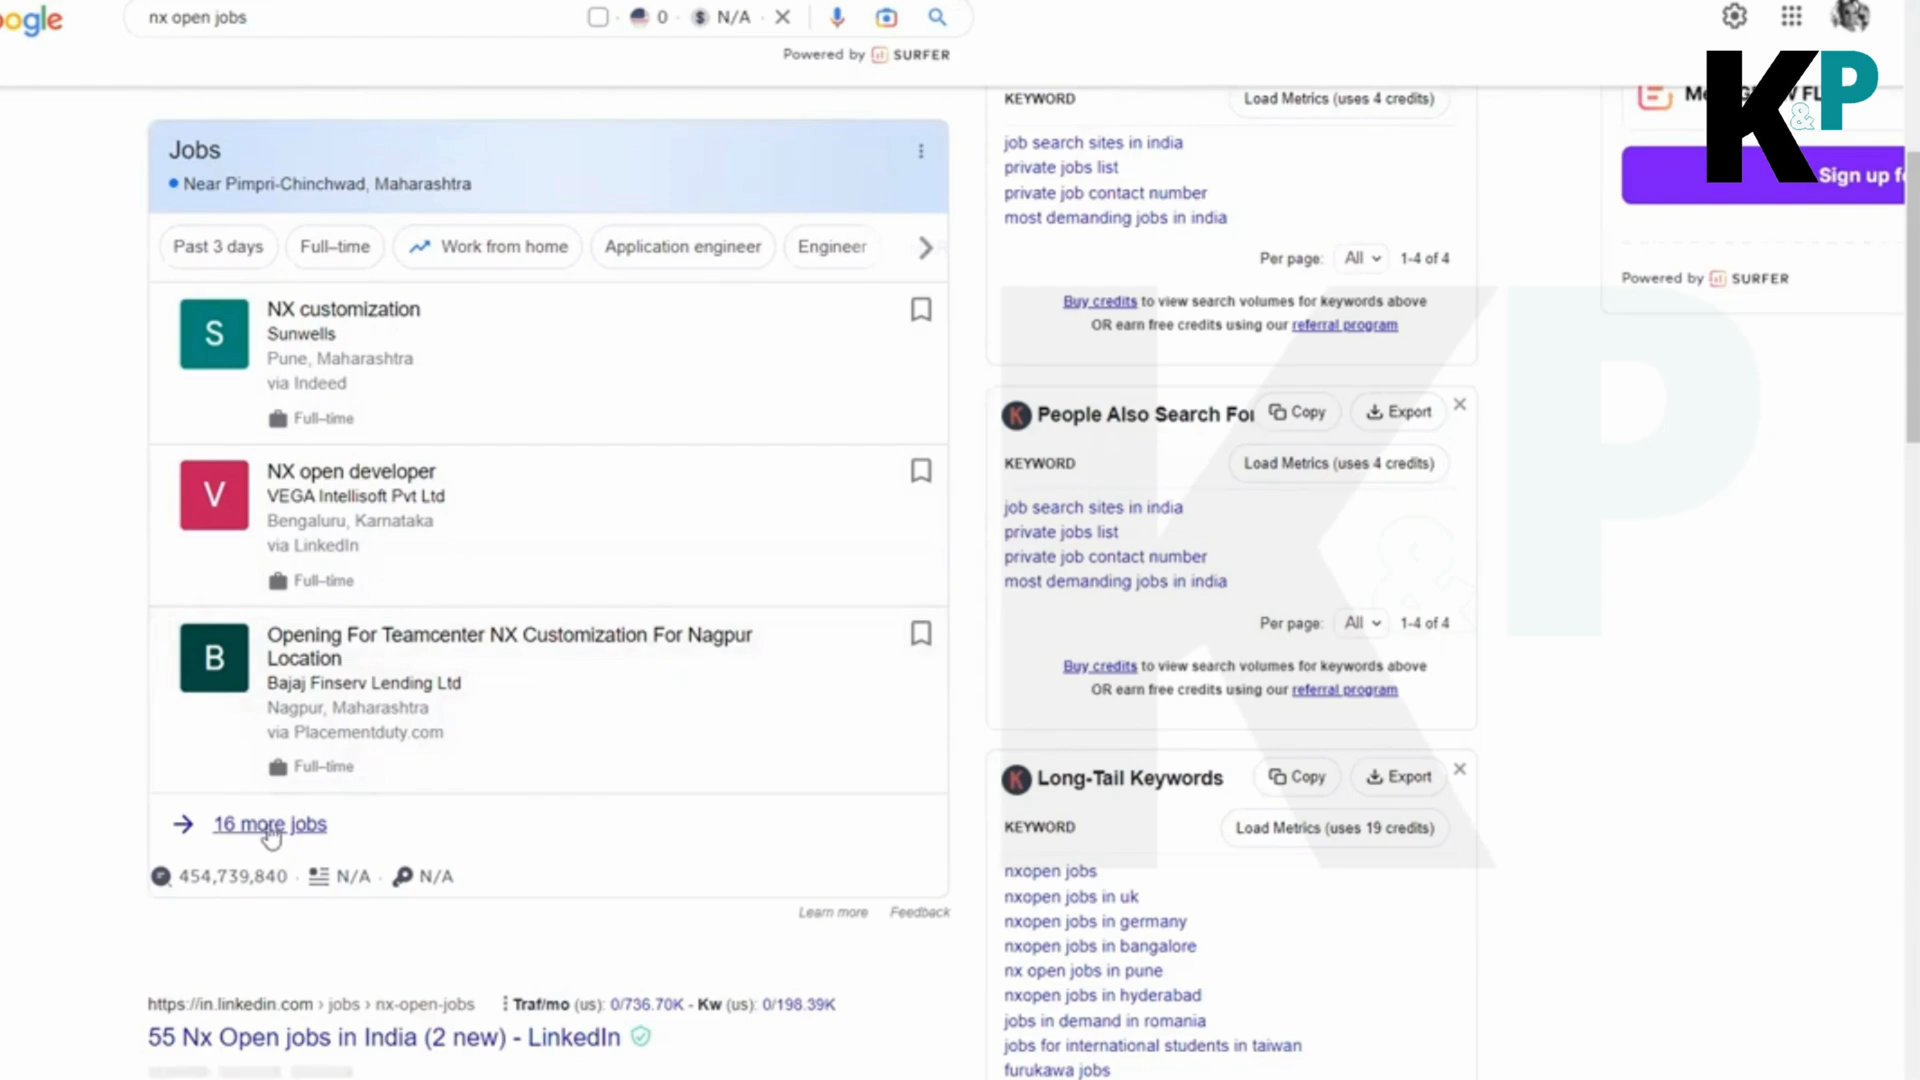 nx open jobs
0
N/A
Powered by SURFER
K&P
Jobs
Near Pimpri-Chinchwad, Maharashtra
Past 3 days
Full–time
Work from home
Application engineer
Engineer
NX customization
Sunwells
Pune, Maharashtra
via Indeed
Full–time
NX open developer
VEGA Intellisoft Pvt Ltd
Bengaluru, Karnataka
via LinkedIn
Full–time
Opening For Teamcenter NX Customization For Nagpur
Location
Bajaj Finserv Lending Ltd
Nagpur, Maharashtra
via Placementduty.com
Full–time
S
V
B
16 more jobs
454,739,840 · N/A · N/A
Learn more Feedback
https://in.linkedin.com › jobs › nx-open-jobs
Traf/mo (us): 0/736.70K - Kw (us): 0/198.39K
55 Nx Open jobs in India (2 new) - LinkedIn
KEYWORD
Load Metrics (uses 4 credits)
job search sites in india
private jobs list
private job contact number
most demanding jobs in india
Per page: All 1-4 of 4
Buy credits to view search volumes for keywords above
OR earn free credits using our referral program
People Also Search For
Copy
Export
KEYWORD
Load Metrics (uses 4 credits)
job search sites in india
private jobs list
private job contact number
most demanding jobs in india
Per page: All 1-4 of 4
Buy credits to view search volumes for keywords above
OR earn free credits using our referral program
Long-Tail Keywords
Copy
Export
KEYWORD
Load Metrics (uses 19 credits)
nxopen jobs
nxopen jobs in uk
nxopen jobs in germany
nxopen jobs in bangalore
nx open jobs in pune
nxopen jobs in hyderabad
jobs in demand in romania
jobs for international students in taiwan
furukawa jobs
Sign up
Powered by SURFER
K&P